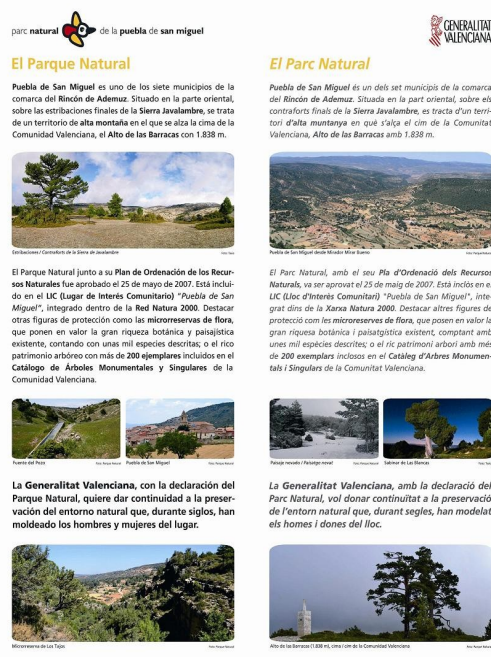 parc natural de la puebla de san miguel
GENERALITAT
VALENCIANA
El Parque Natural
Puebla de San Miguel es uno de los siete municipios de la
comarca del Rincón de Ademuz. Situado en la parte oriental,
sobre las estribaciones finales de la Sierra Javalambre, se trata
de un territorio de alta montaña en el que se alza la cima de la
Comunidad Valenciana, el Alto de las Barracas con 1.838 m.
Estribaciones / Contraforts de la Sierra de Javalambre
El Parque Natural junto a su Plan de Ordenación de los Recur-
sos Naturales fue aprobado el 25 de mayo de 2007. Está inclui-
do en el LIC (Lugar de Interés Comunitario) "Puebla de San
Miguel", integrado dentro de la Red Natura 2000. Destacar
otras figuras de protección como las microrreservas de flora,
que ponen en valor la gran riqueza botánica y paisajística
existente, contando con unas mil especies descritas; o el rico
patrimonio arbóreo con más de 200 ejemplares incluidos en el
Catálogo de Árboles Monumentales y Singulares de la
Comunidad Valenciana.
Fuente del Pozo
Puebla de San Miguel
La Generalitat Valenciana, con la declaración del
Parque Natural, quiere dar continuidad a la preser-
vación del entorno natural que, durante siglos, han
moldeado los hombres y mujeres del lugar.
Microrreserva de Los Tajos
El Parc Natural
Puebla de San Miguel és un dels set municipis de la comarca
del Rincón de Ademuz. Situada en la part oriental, sobre els
contraforts finals de la Sierra Javalambre, es tracta d'un terri-
tori d'alta muntanya en què s'alça el cim de la Comunitat
Valenciana, Alto de las Barracas amb 1.838 m.
Puebla de San Miguel desde Mirador Mirar Bueno
El Parc Natural, amb el seu Pla d'Ordenació dels Recursos
Naturals, va ser aprovat el 25 de maig de 2007. Està inclòs en
el LIC (Lloc d'Interés Comunitari) "Puebla de San Miguel", inte-
grat dins de la Xarxa Natura 2000. Destacar altres figures de
protecció com les microreserves de flora, que posen en valor la
gran riquesa botànica i paisatgística existent, comptant amb
unes mil espècies descrites; o el ric patrimoni arbori amb més
de 200 exemplars inclosos en el Catàleg d'Arbres Monumen-
tals i Singulars de la Comunitat Valenciana.
Paisaje nevado / Paisatge nevat
Sabinar de Las Blancas
La Generalitat Valenciana, amb la declaració del
Parc Natural, vol donar continuïtat a la preservació
de l'entorn natural que, durant segles, han modelat
els homes i dones del lloc.
Alto de las Barracas (1.838 m), cima / cim de la Comunidad Valenciana